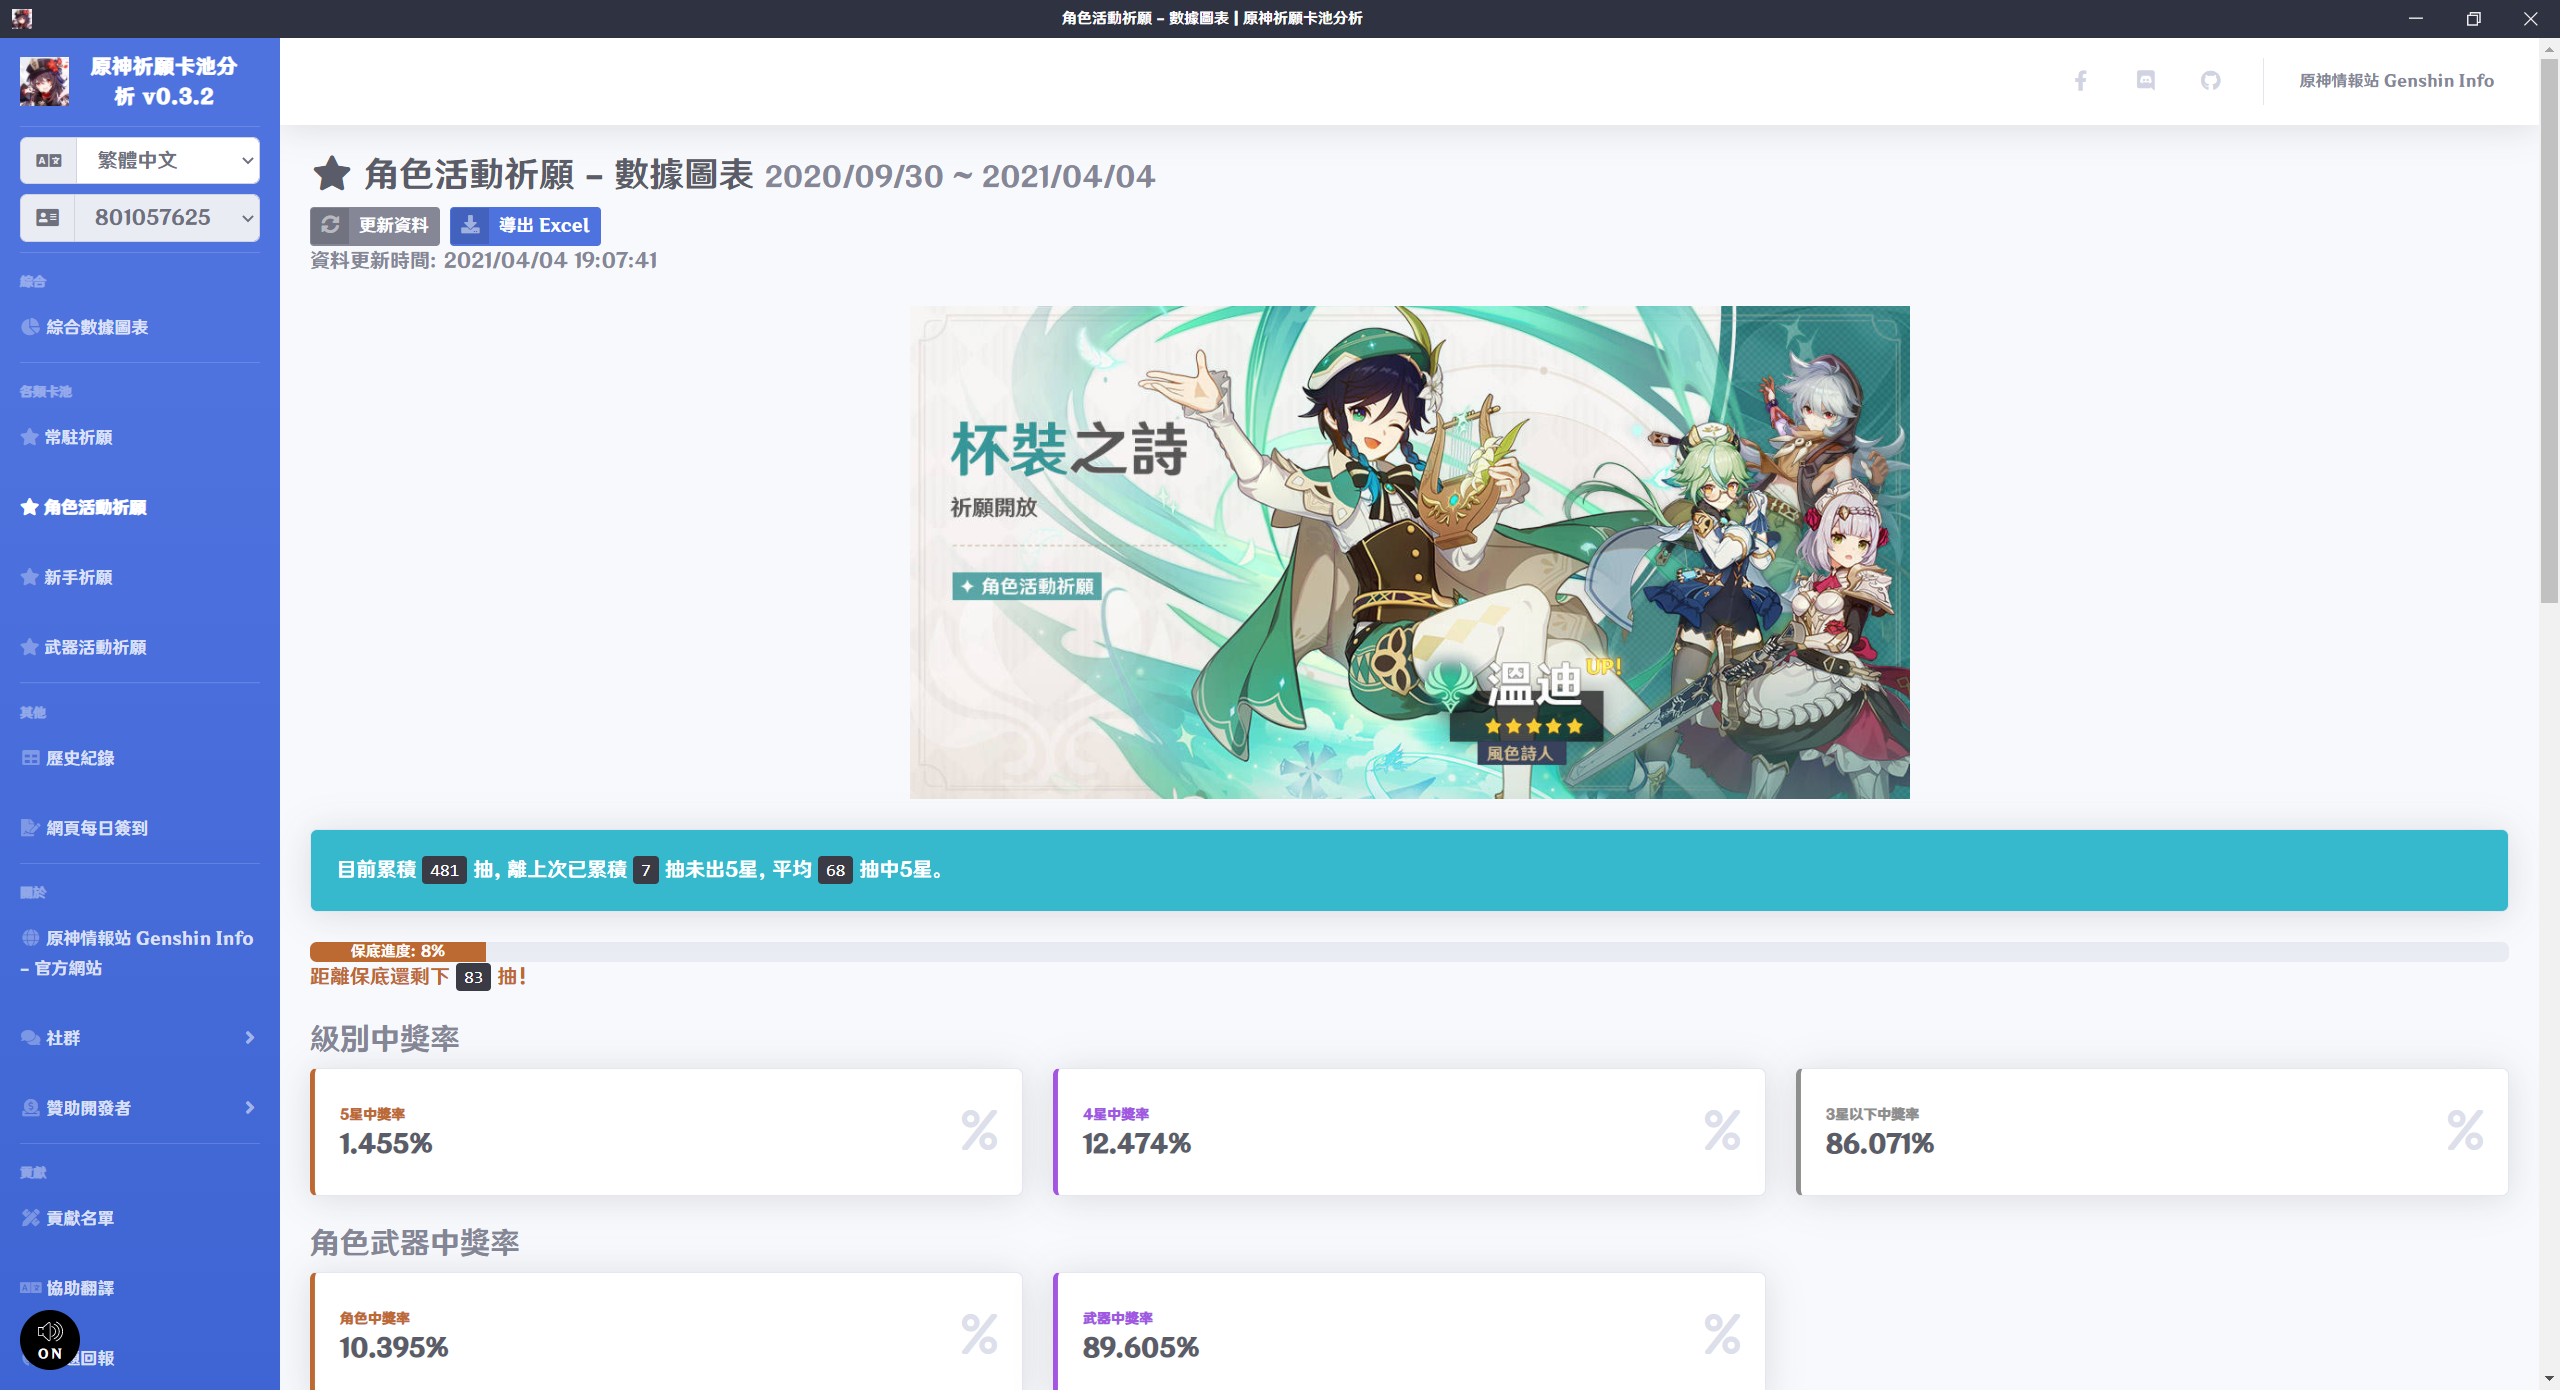 角色活動祈願 - 數據圖表 | 原神祈願卡池分析
原神祈願卡池分
析 v0.3.2
繁體中文
801057625
綜合
綜合數據圖表
各類卡池
常駐祈願
角色活動祈願
新手祈願
武器活動祈願
其他
歷史紀錄
網頁每日簽到
關於
原神情報站 Genshin Info
- 官方網站
社群
贊助開發者
貢獻
貢獻名單
協助翻譯
ON
回報
原神情報站 Genshin Info
角色活動祈願 - 數據圖表 2020/09/30 ~ 2021/04/04
更新資料
導出 Excel
資料更新時間: 2021/04/04 19:07:41
杯裝之詩
祈願開放
角色活動祈願
溫迪 UP!
風色詩人
目前累積 481 抽, 離上次已累積 7 抽未出5星, 平均 68 抽中5星。
保底進度: 8%
距離保底還剩下 83 抽!
級別中獎率
5星中獎率
1.455%
4星中獎率
12.474%
3星以下中獎率
86.071%
角色武器中獎率
角色中獎率
10.395%
武器中獎率
89.605%